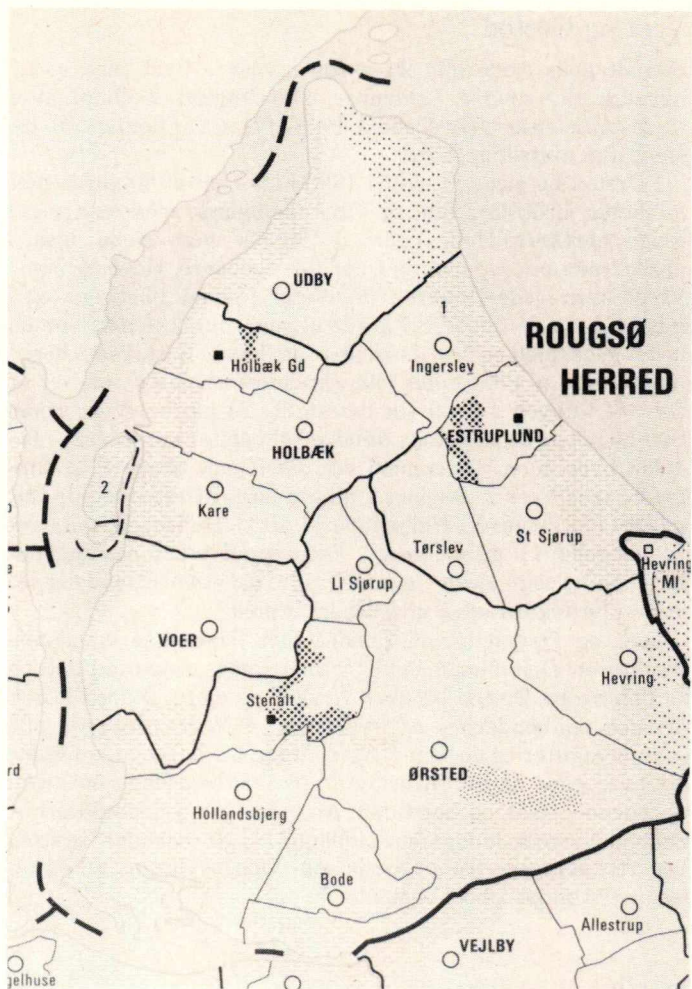 UDBY
1
ROUGSØ
HERRED
Holbæk Gd
Ingerslev
HOLBÆK
ESTRUPLUND
2
Kare
St Sjørup
Tørslev
Hevring
Ml
Ll Sjørup
VOER
Hevring
Stenalt
ØRSTED
rd
Hollandsbjerg
Bode
Allestrup
VEJLBY
gelhuse